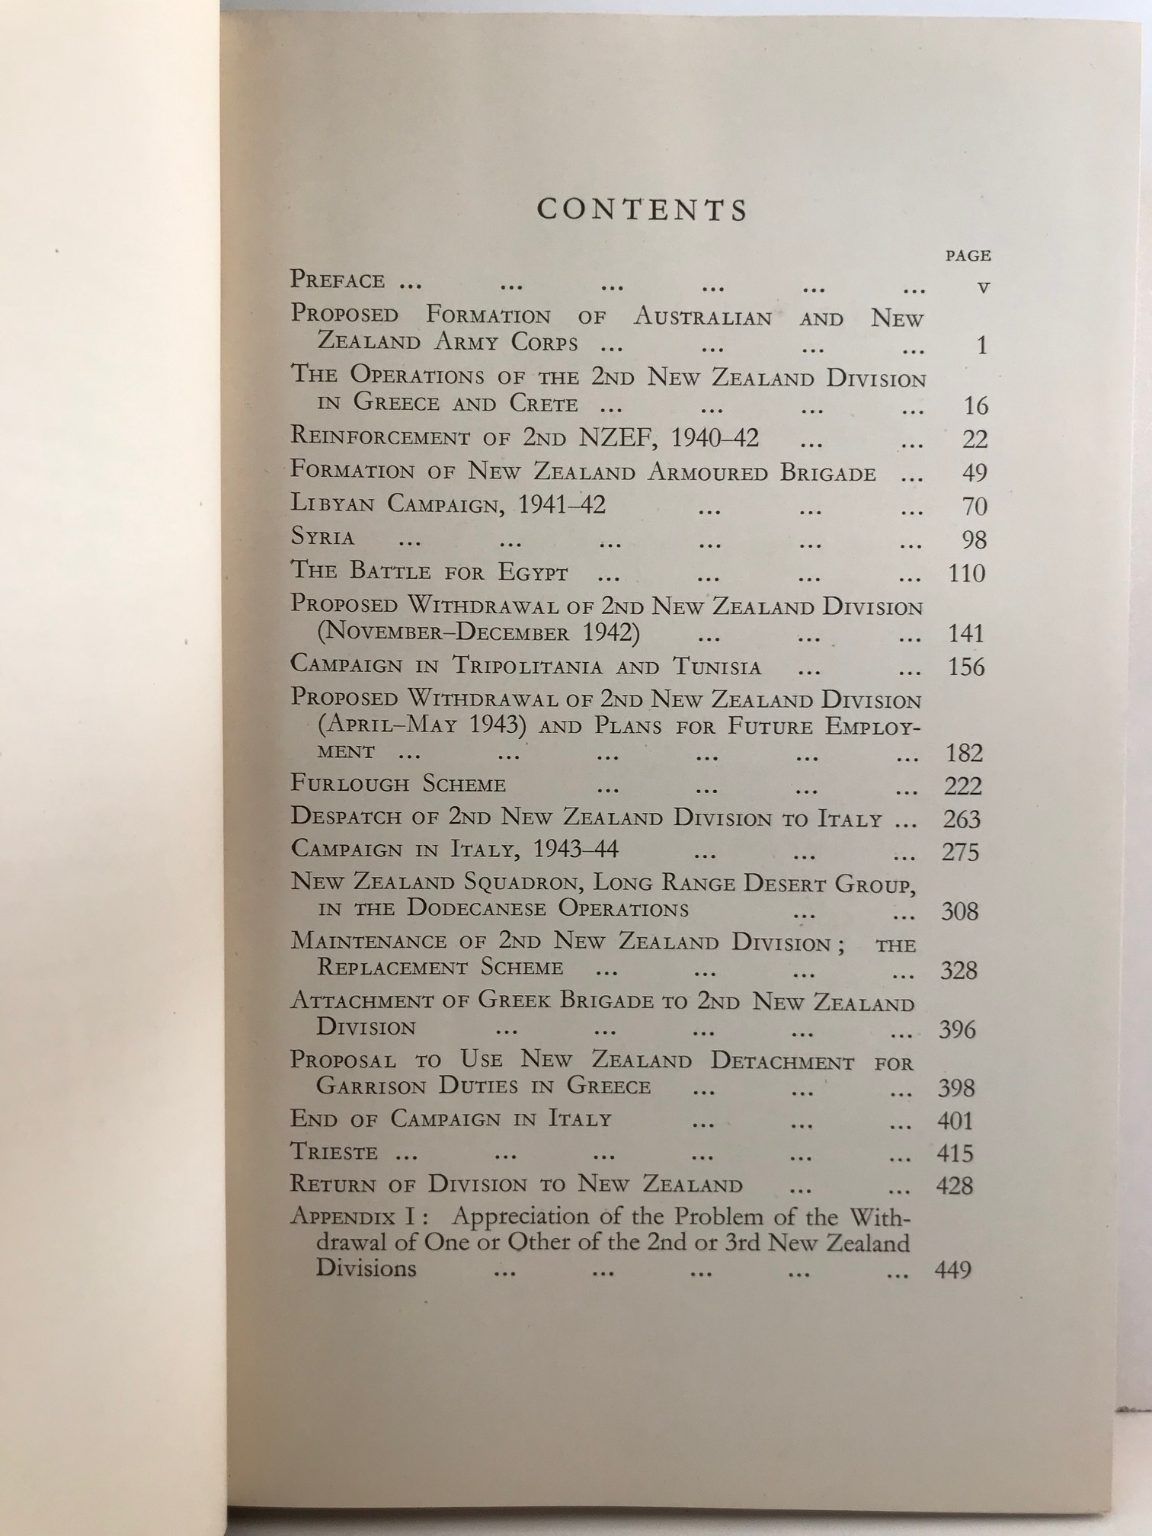 CONTENTS
PAGE
PREFACE ... ... ... ... ... ... v
PROPOSED FORMATION OF AUSTRALIAN AND NEW
ZEALAND ARMY CORPS ... ... ... ... 1
THE OPERATIONS OF THE 2ND NEW ZEALAND DIVISION
IN GREECE AND CRETE ... ... ... ... 16
REINFORCEMENT OF 2ND NZEF, 1940–42 ... ... 22
FORMATION OF NEW ZEALAND ARMOURED BRIGADE ... 49
LIBYAN CAMPAIGN, 1941–42 ... ... ... 70
SYRIA ... ... ... ... ... ... 98
THE BATTLE FOR EGYPT ... ... ... ... 110
PROPOSED WITHDRAWAL OF 2ND NEW ZEALAND DIVISION
(NOVEMBER–DECEMBER 1942) ... ... ... 141
CAMPAIGN IN TRIPOLITANIA AND TUNISIA ... ... 156
PROPOSED WITHDRAWAL OF 2ND NEW ZEALAND DIVISION
(APRIL–MAY 1943) AND PLANS FOR FUTURE EMPLOY-
MENT ... ... ... ... ... ... 182
FURLOUGH SCHEME ... ... ... ... 222
DESPATCH OF 2ND NEW ZEALAND DIVISION TO ITALY ... 263
CAMPAIGN IN ITALY, 1943–44 ... ... ... 275
NEW ZEALAND SQUADRON, LONG RANGE DESERT GROUP,
IN THE DODECANESE OPERATIONS ... ... 308
MAINTENANCE OF 2ND NEW ZEALAND DIVISION; THE
REPLACEMENT SCHEME ... ... ... ... 328
ATTACHMENT OF GREEK BRIGADE TO 2ND NEW ZEALAND
DIVISION ... ... ... ... ... 396
PROPOSAL TO USE NEW ZEALAND DETACHMENT FOR
GARRISON DUTIES IN GREECE ... ... ... 398
END OF CAMPAIGN IN ITALY ... ... ... 401
TRIESTE ... ... ... ... ... ... 415
RETURN OF DIVISION TO NEW ZEALAND ... ... 428
APPENDIX I: Appreciation of the Problem of the With-
drawal of One or Other of the 2nd or 3rd New Zealand
Divisions ... ... ... ... ... 449